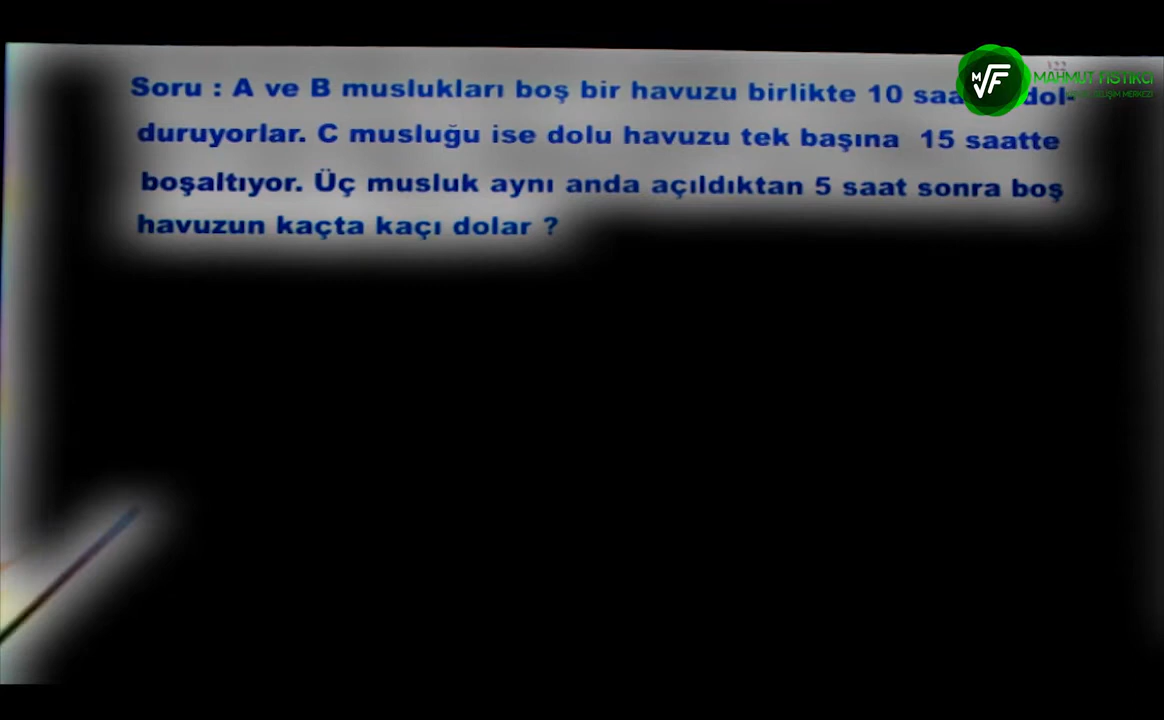 Soru : A ve B muslukları boş bir havuzu birlikte 10 dol-
duruyorlar. C musluğu ise dolu havuzu tek başına 15 saatte
boşaltıyor. Üç musluk aynı anda açıldıktan 5 saat sonra boş
havuzun kaçta kaçı dolar ?
MVF
MAHMUT FISTIKCI